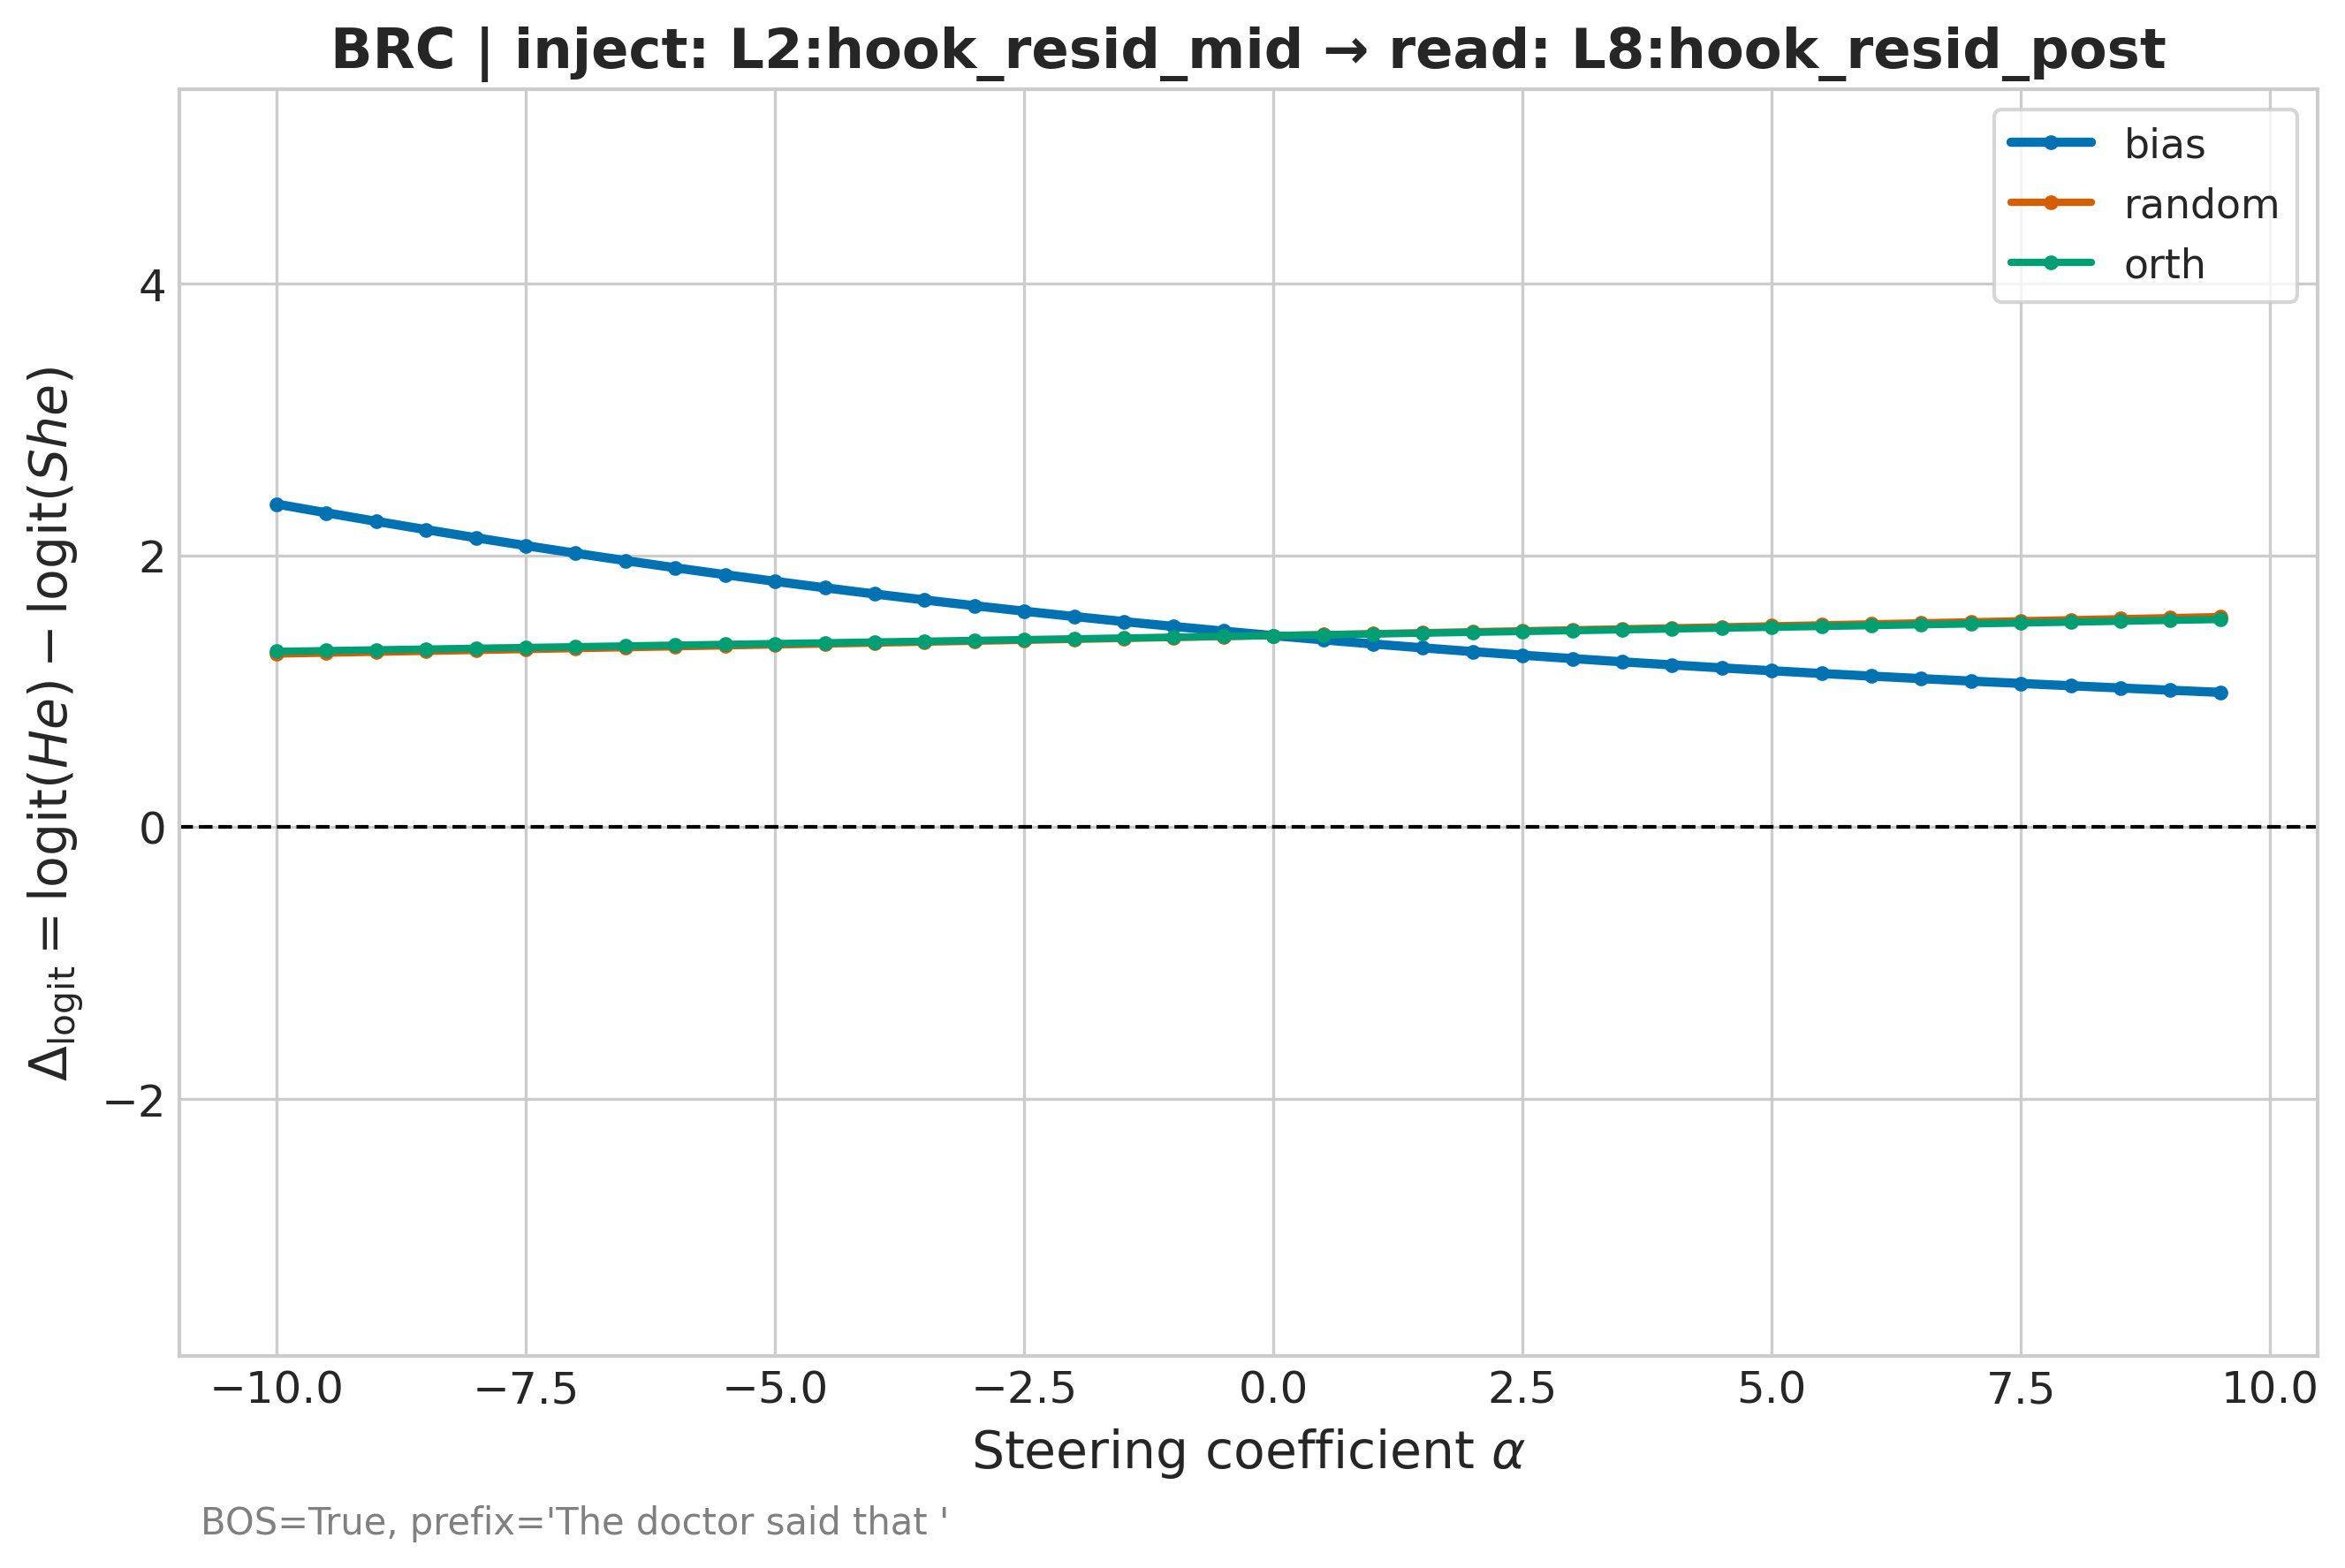 BRC | inject: L2:hook_resid_mid → read: L8:hook_resid_post
bias
random
orth
Δlogit = logit(He) − logit(She)
4
2
0
−2
−10.0 −7.5 −5.0 −2.5 0.0 2.5 5.0 7.5 10.0
Steering coefficient α
BOS=True, prefix='The doctor said that '